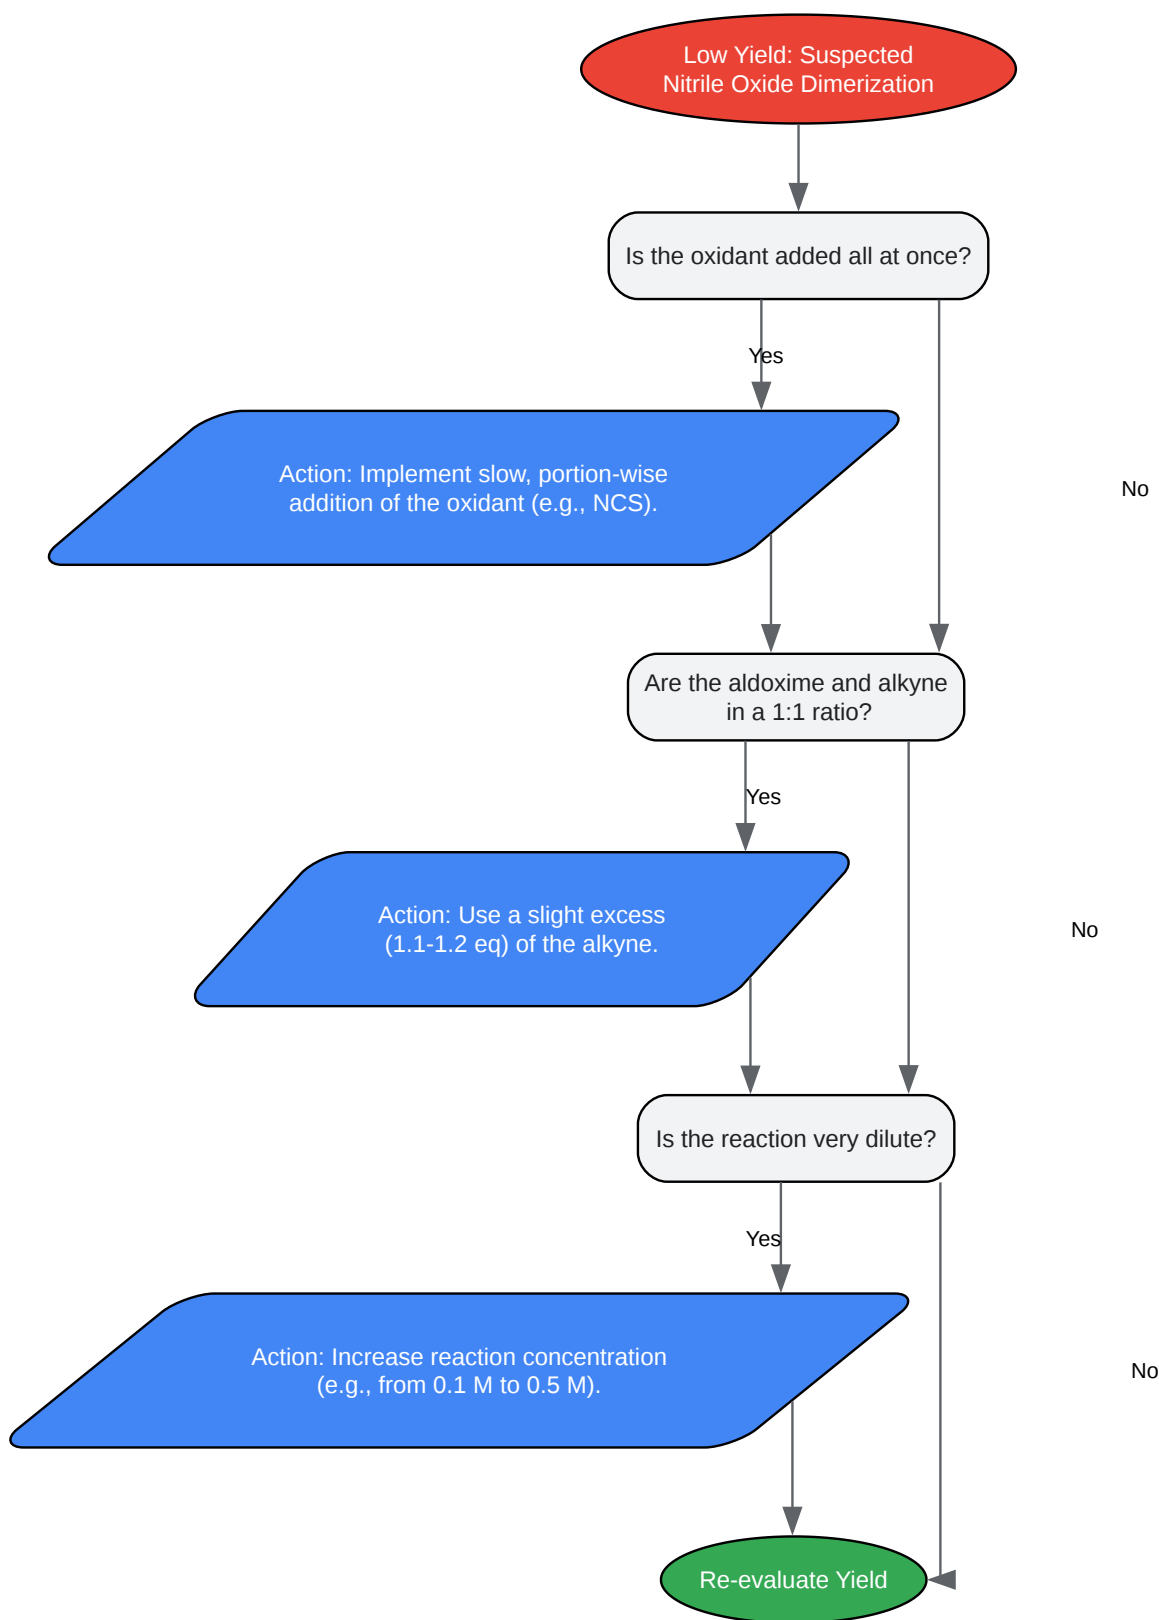 Low Yield: Suspected
Nitrile Oxide Dimerization
Is the oxidant added all at once?
Yes
Action: Implement slow, portion-wise
addition of the oxidant (e.g., NCS).
No
Are the aldoxime and alkyne
in a 1:1 ratio?
Yes
Action: Use a slight excess
(1.1-1.2 eq) of the alkyne.
No
Is the reaction very dilute?
Yes
Action: Increase reaction concentration
(e.g., from 0.1 M to 0.5 M).
No
Re-evaluate Yield